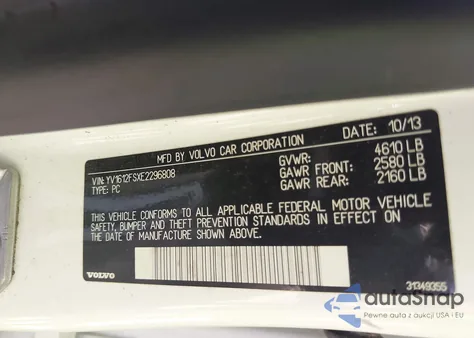 MFD BY VOLVO CAR CORPORATION DATE: 10/13
VIN: YV1612FSXE2296808 GVWR: 4610 LB
TYPE: PC GAWR FRONT: 2580 LB
GAWR REAR: 2160 LB
THIS VEHICLE CONFORMS TO ALL APPLICABLE FEDERAL MOTOR VEHICLE
SAFETY, BUMPER AND THEFT PREVENTION STANDARDS IN EFFECT ON
THE DATE OF MANUFACTURE SHOWN ABOVE.
VOLVO 31349355
autoSnap
Pewne auta z aukcji USA i EU